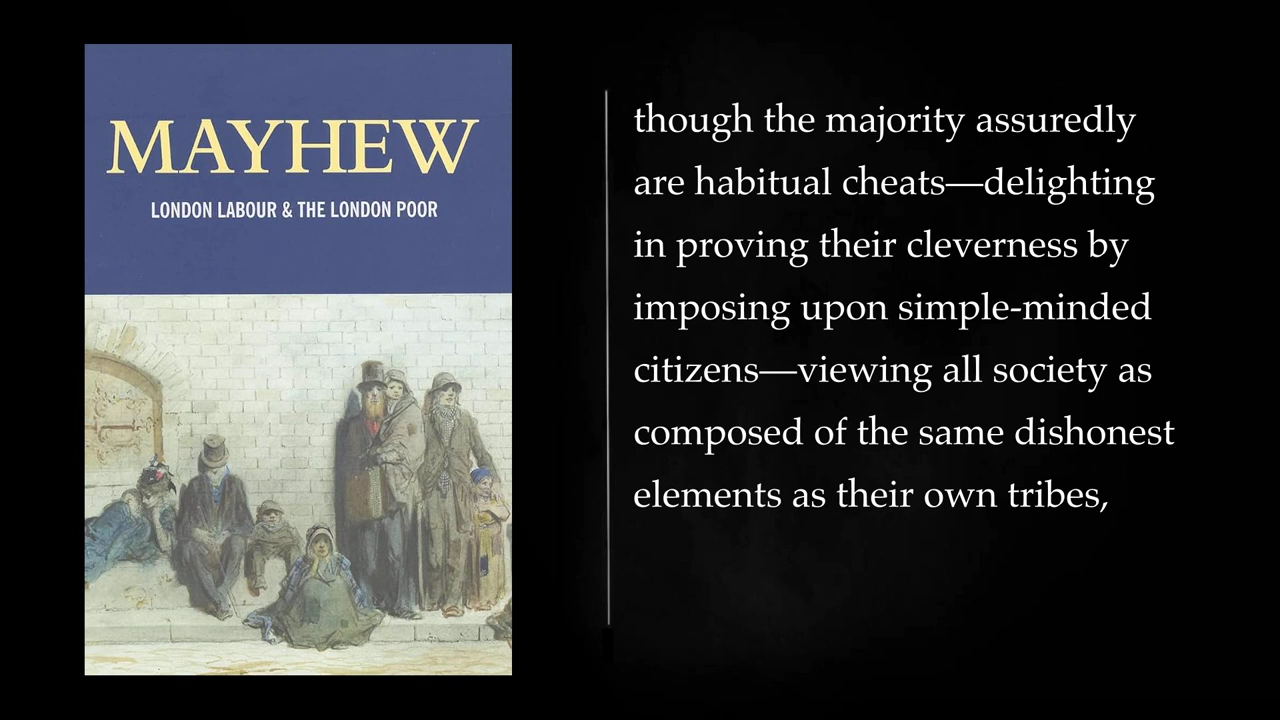 MAYHEW
LONDON LABOUR & THE LONDON POOR
though the majority assuredly
are habitual cheats—delighting
in proving their cleverness by
imposing upon simple-minded
citizens—viewing all society as
composed of the same dishonest
elements as their own tribes,